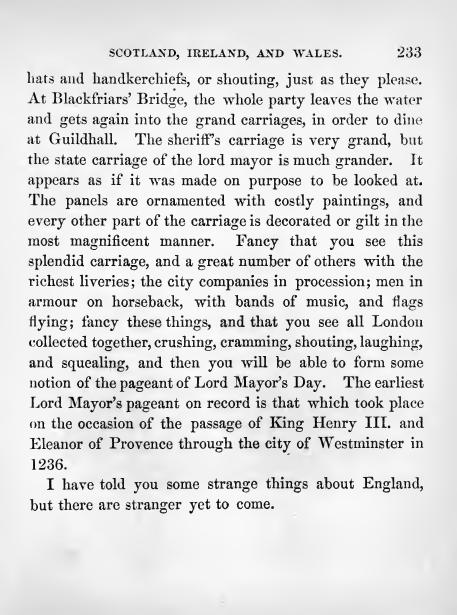 SCOTLAND, IRELAND, AND WALES. 233
hats and handkerchiefs, or shouting, just as they please.
At Blackfriars' Bridge, the whole party leaves the water
and gets again into the grand carriages, in order to dine
at Guildhall. The sheriff's carriage is very grand, but
the state carriage of the lord mayor is much grander. It
appears as if it was made on purpose to be looked at.
The panels are ornamented with costly paintings, and
every other part of the carriage is decorated or gilt in the
most magnificent manner. Fancy that you see this
splendid carriage, and a great number of others with the
richest liveries; the city companies in procession; men in
armour on horseback, with bands of music, and flags
flying; fancy these things, and that you see all London
collected together, crushing, cramming, shouting, laughing,
and squealing, and then you will be able to form some
notion of the pageant of Lord Mayor's Day. The earliest
Lord Mayor's pageant on record is that which took place
on the occasion of the passage of King Henry III. and
Eleanor of Provence through the city of Westminster in
1236.
I have told you some strange things about England,
but there are stranger yet to come.